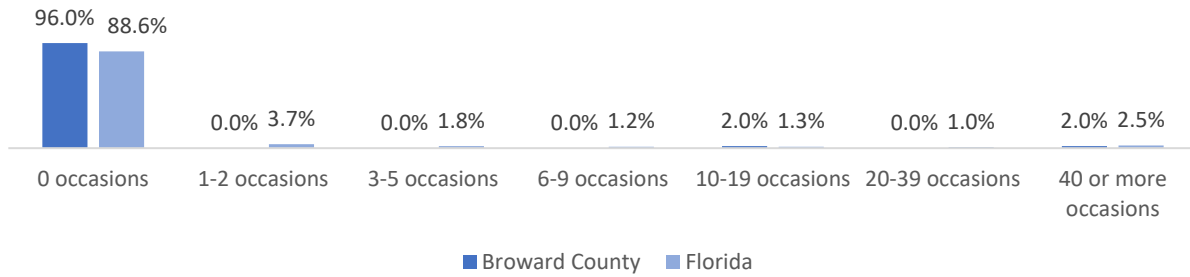 96.0% 88.6%
0.0% 3.7% 0.0% 1.8% 0.0% 1.2% 2.0% 1.3% 0.0% 1.0% 2.0% 2.5%
0 occasions 1-2 occasions 3-5 occasions 6-9 occasions 10-19 occasions 20-39 occasions 40 or more
occasions
Broward County Florida